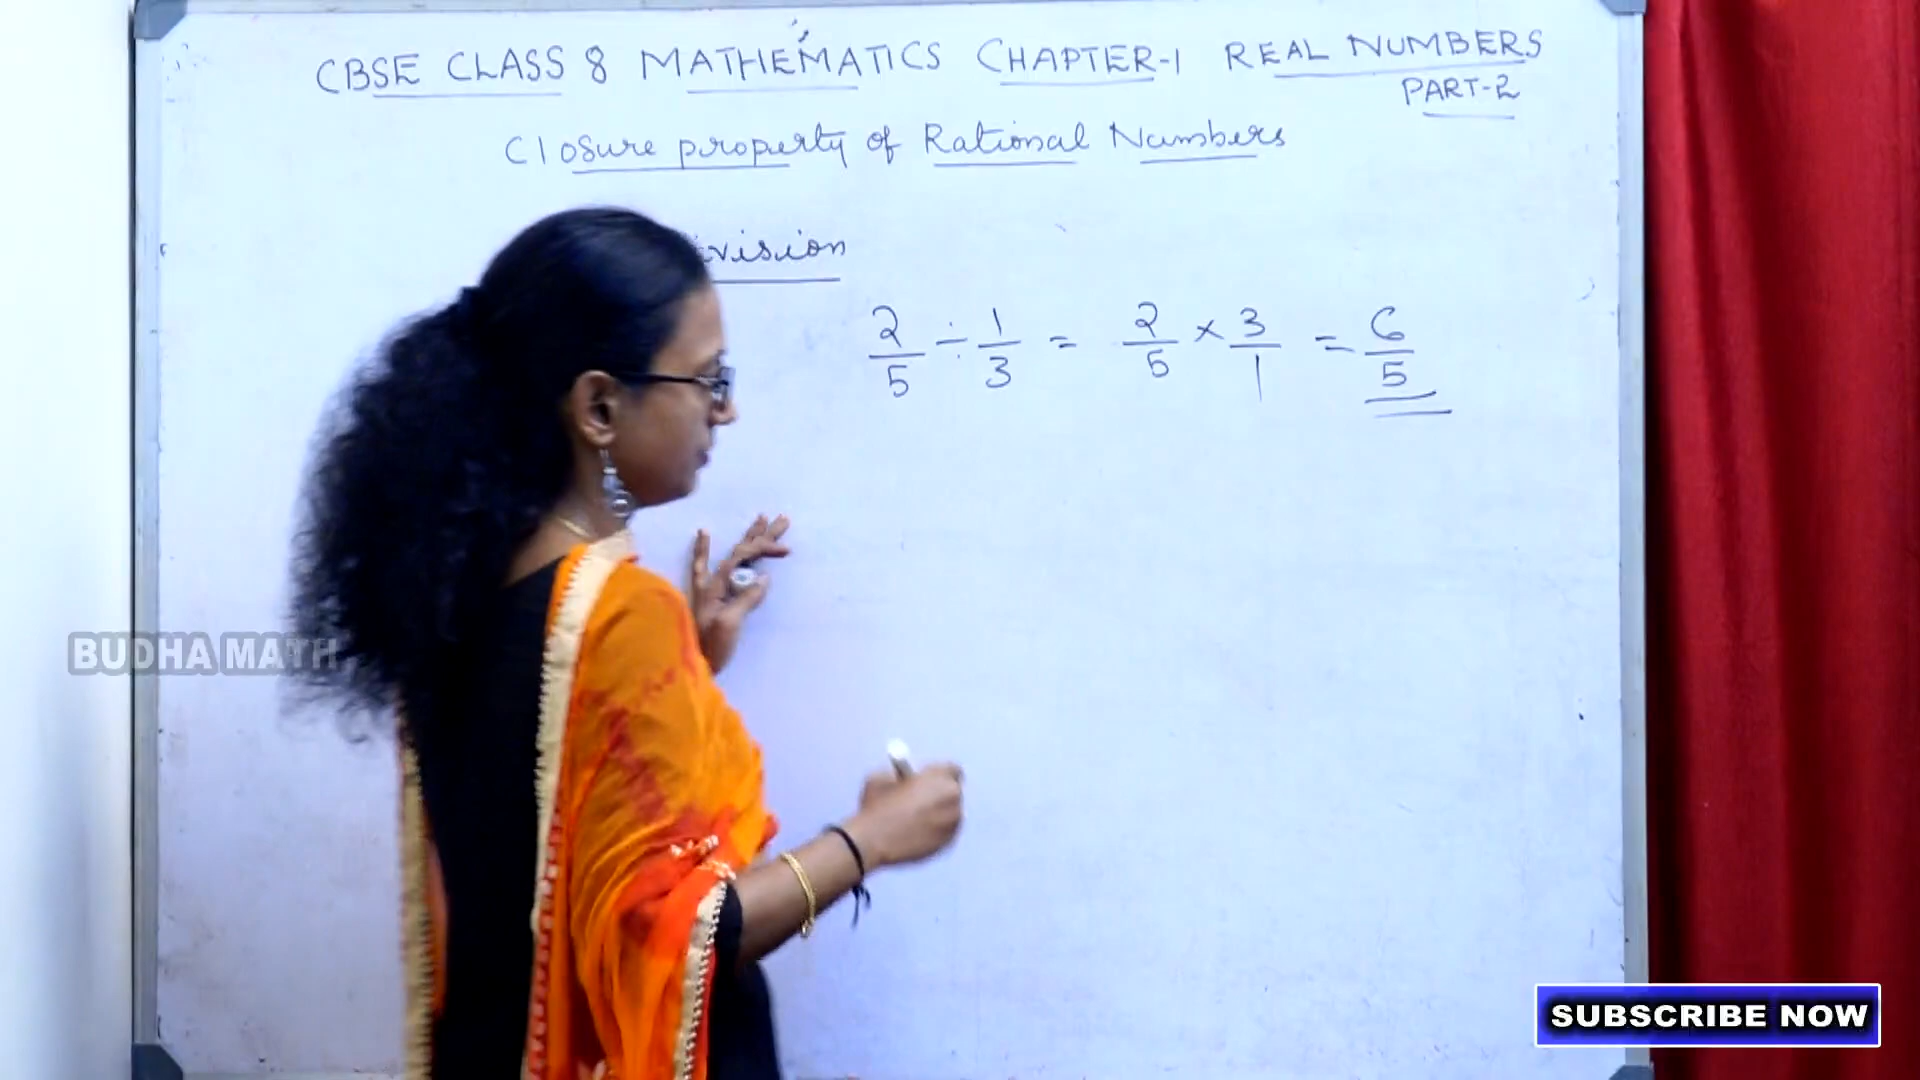 CBSE CLASS 8 MATHEMATICS CHAPTER-1 REAL NUMBERS
PART-2
Closure property of Rational Numbers
ivision
2/5 ÷ 1/3 = 2/5 × 3/1 = 6/5
BUDHA MATH
SUBSCRIBE NOW